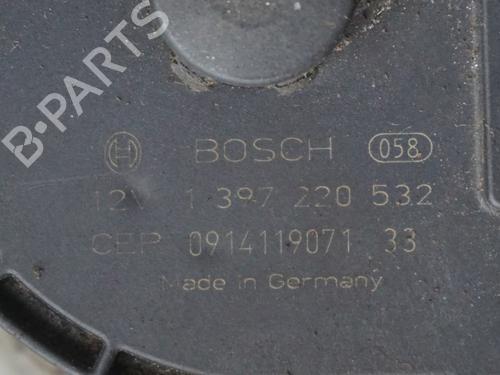 B-PARTS
BOSCH 058
12V 1 397 220 532
CEP 0914119071 33
Made in Germany